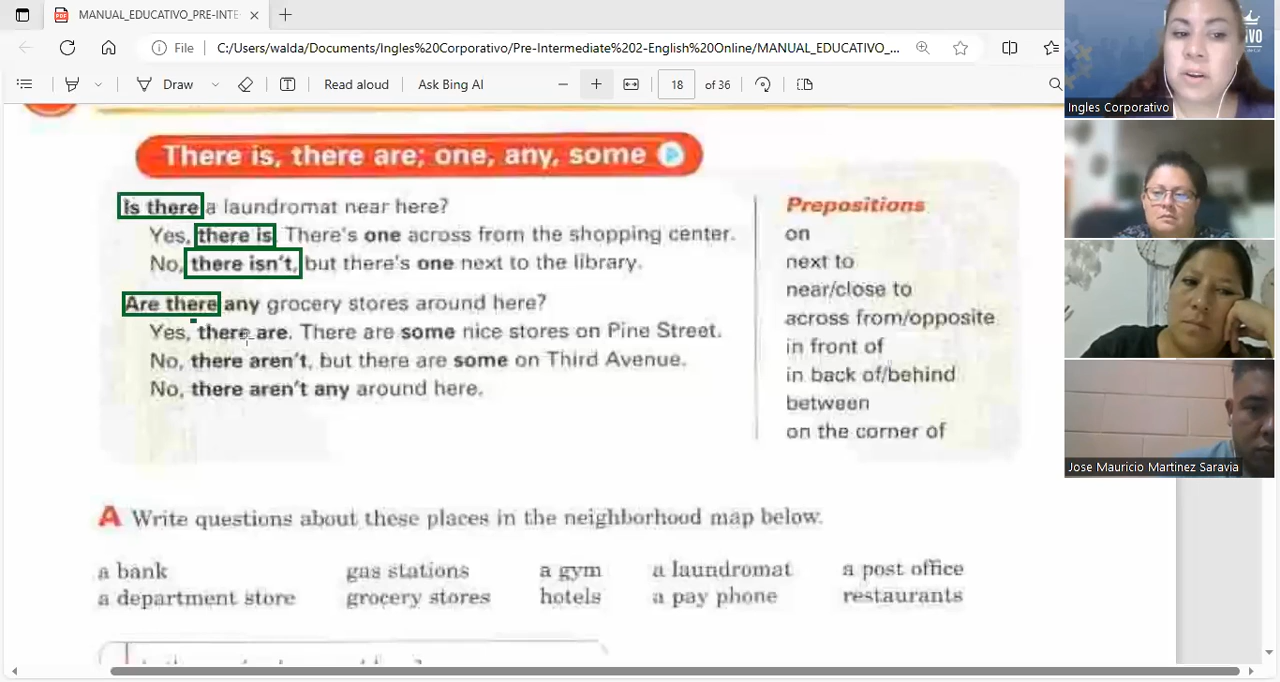 MANUAL_EDUCATIVO_PRE-INTE
File
C:/Users/walda/Documents/Ingles%20Corporativo/Pre-Intermediate%202-English%20Online/MANUAL_EDUCATIVO_...
Draw
Read aloud
Ask Bing AI
18 of 36
There is, there are; one, any, some
Is there a laundromat near here?
Yes, there is. There's one across from the shopping center.
No, there isn't, but there's one next to the library.
Are there any grocery stores around here?
Yes, there are. There are some nice stores on Pine Street.
No, there aren't, but there are some on Third Avenue.
No, there aren't any around here.
Prepositions
on
next to
near/close to
across from/opposite
in front of
in back of/behind
between
on the corner of
A Write questions about these places in the neighborhood map below.
a bank gas stations a gym a laundromat a post office
a department store grocery stores hotels a pay phone restaurants
Ingles Corporativo
Jose Mauricio Martinez Saravia